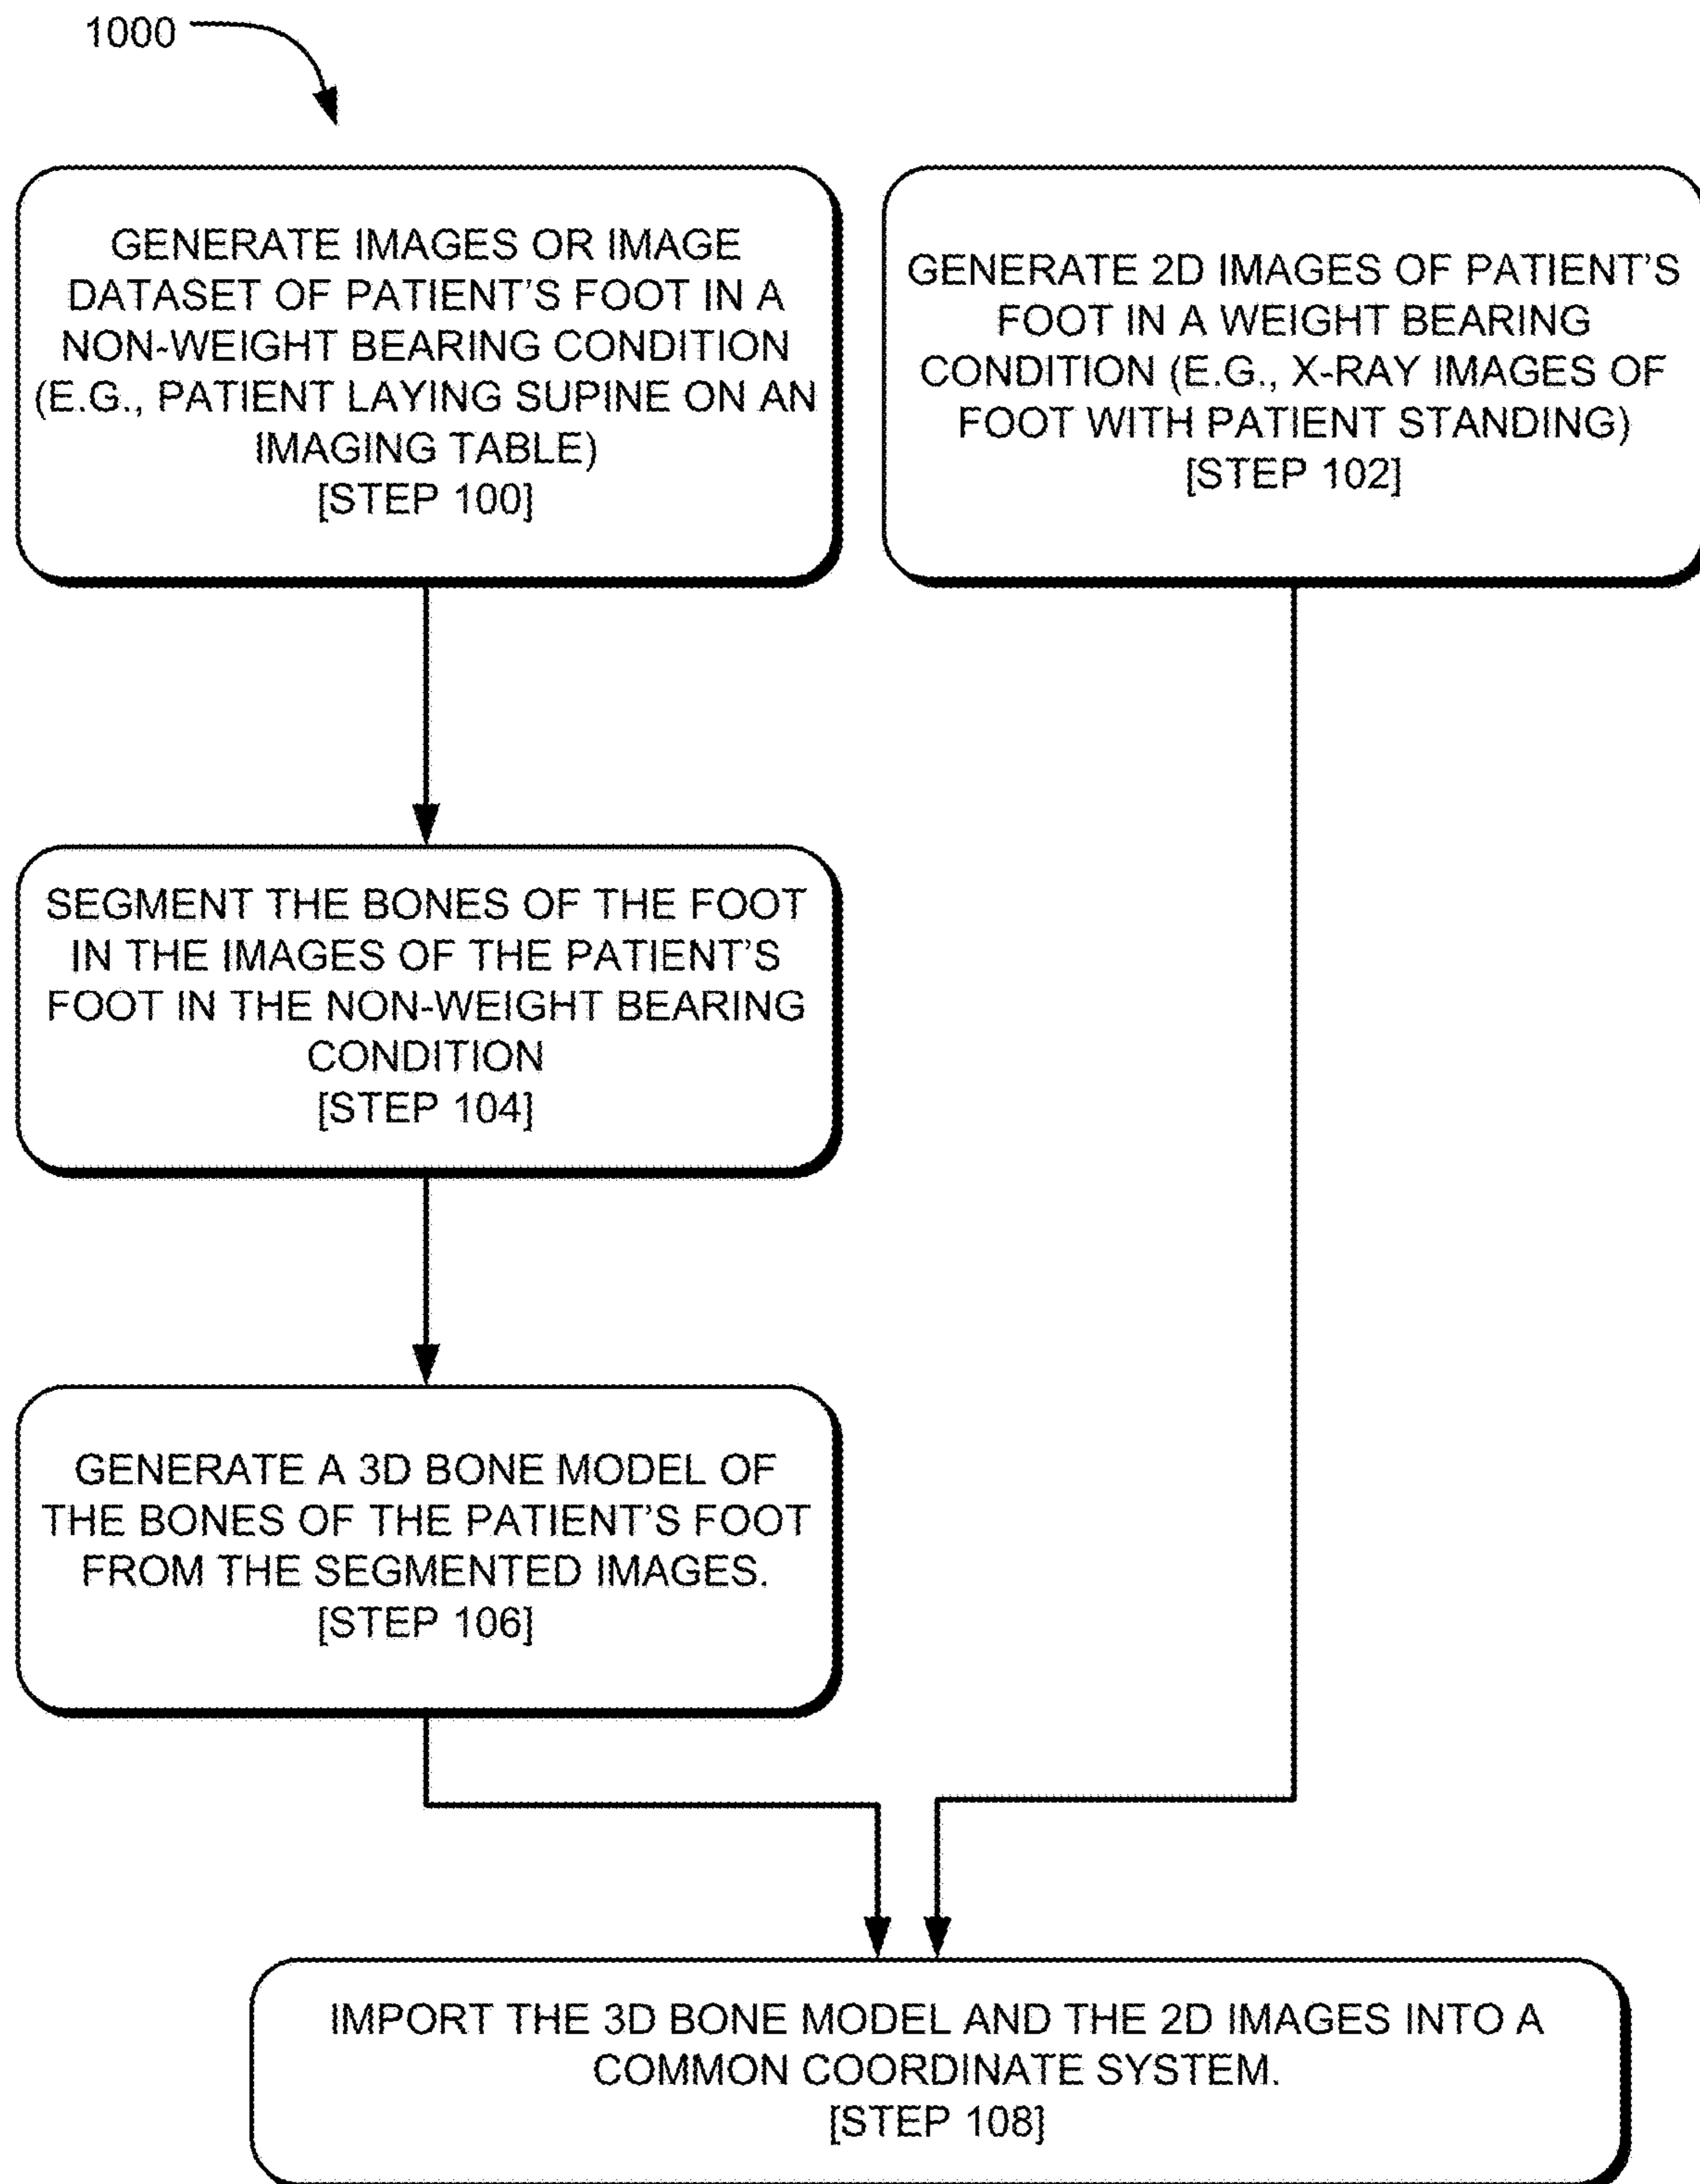 1000
GENERATE IMAGES OR IMAGE
DATASET OF PATIENT'S FOOT IN A
NON-WEIGHT BEARING CONDITION
(E.G., PATIENT LAYING SUPINE ON AN
IMAGING TABLE)
[STEP 100]
GENERATE 2D IMAGES OF PATIENT'S
FOOT IN A WEIGHT BEARING
CONDITION (E.G., X-RAY IMAGES OF
FOOT WITH PATIENT STANDING)
[STEP 102]
SEGMENT THE BONES OF THE FOOT
IN THE IMAGES OF THE PATIENT'S
FOOT IN THE NON-WEIGHT BEARING
CONDITION
[STEP 104]
GENERATE A 3D BONE MODEL OF
THE BONES OF THE PATIENT'S FOOT
FROM THE SEGMENTED IMAGES.
[STEP 106]
IMPORT THE 3D BONE MODEL AND THE 2D IMAGES INTO A
COMMON COORDINATE SYSTEM.
[STEP 108]